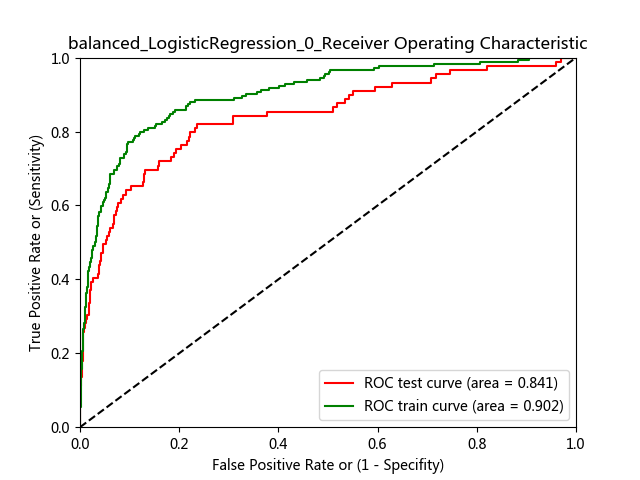 balanced_LogisticRegression_0_Receiver Operating Characteristic
1.0
0.8
0.6
0.4
0.2
0.0
True Positive Rate or (Sensitivity)
ROC test curve (area = 0.841)
ROC train curve (area = 0.902)
0.0 0.2 0.4 0.6 0.8 1.0
False Positive Rate or (1 - Specifity)